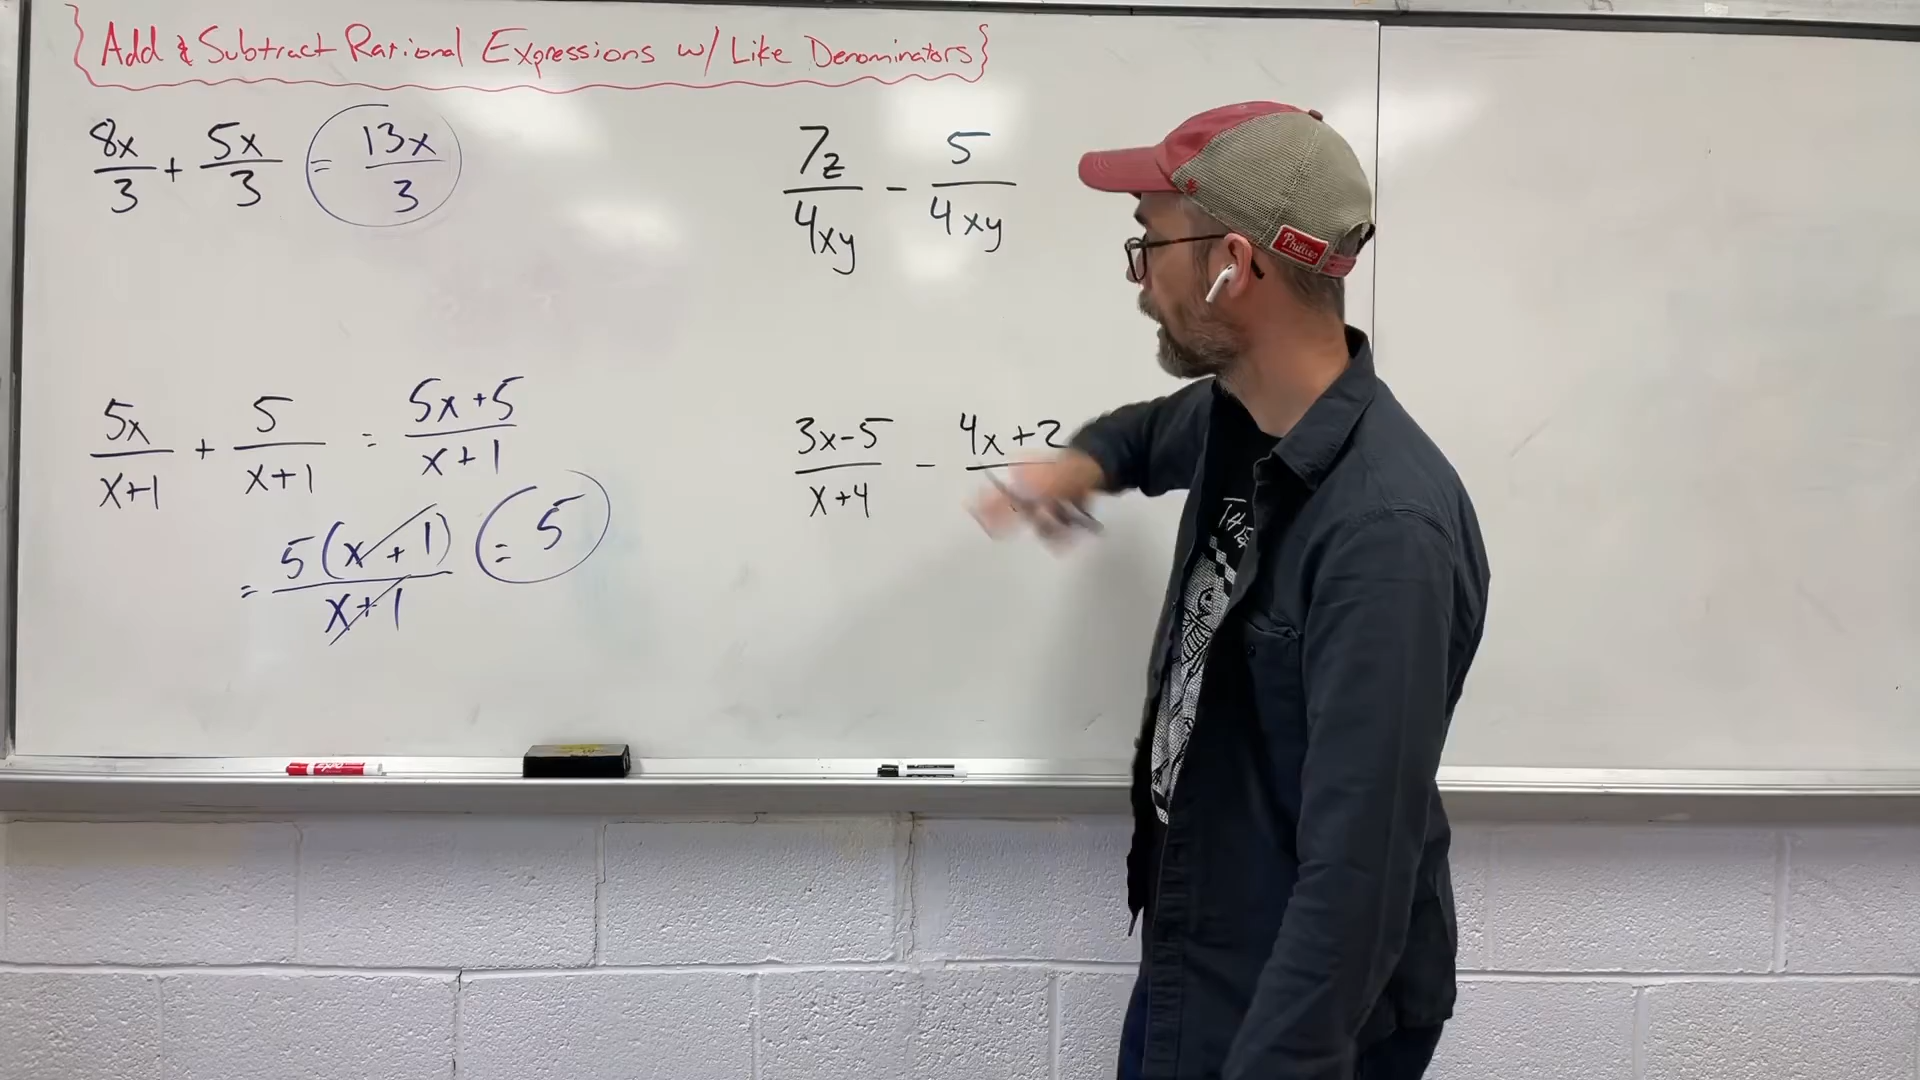 {Add & Subtract Rational Expressions w/ Like Denominators}
8x/3 + 5x/3 = 13x/3
5x/x+1 + 5/x+1 = 5x+5/x+1
= 5(x+1)/x+1 = 5
7z/4xy - 5/4xy
3x-5/x+4 - 4x+2
Phillies